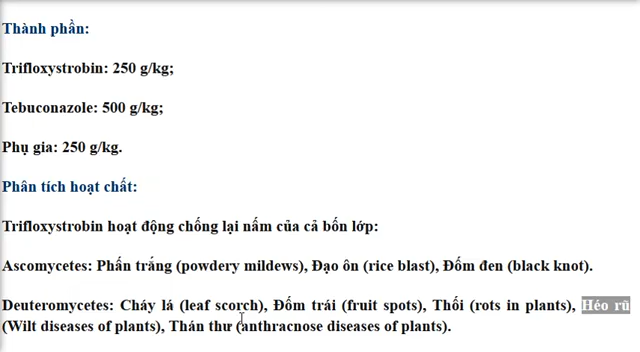 Thành phần:
Trifloxystrobin: 250 g/kg;
Tebuconazole: 500 g/kg;
Phụ gia: 250 g/kg.
Phân tích hoạt chất:
Trifloxystrobin hoạt động chống lại nấm của cả bốn lớp:
Ascomycetes: Phấn trắng (powdery mildews), Đạo ôn (rice blast), Đốm đen (black knot).
Deuteromycetes: Cháy lá (leaf scorch), Đốm trái (fruit spots), Thối (rots in plants), Héo rũ
(Wilt diseases of plants), Thán thư (anthracnose diseases of plants).